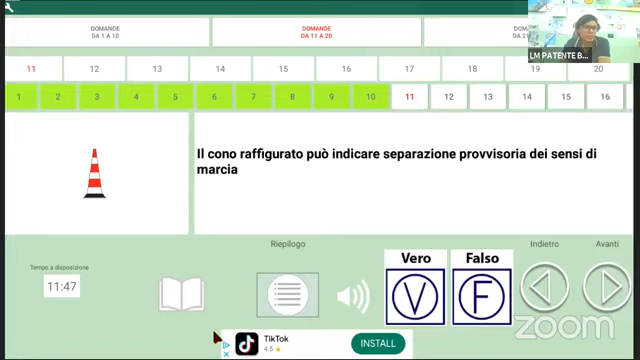 DOMANDE
DA 1 A 10
DOMANDE
DA 11 A 20
DOMANDE
LM PATENTE B...
11 12 13 14 15 16 17 18 19 20
1 2 3 4 5 6 7 8 9 10 11 12 13 14 15 16
Il cono raffigurato può indicare separazione provvisoria dei sensi di
marcia
Riepilogo
Indietro
Avanti
Vero
Falso
Tempo a disposizione
11:47
V
F
zoom
TikTok
4.5 ★
INSTALL